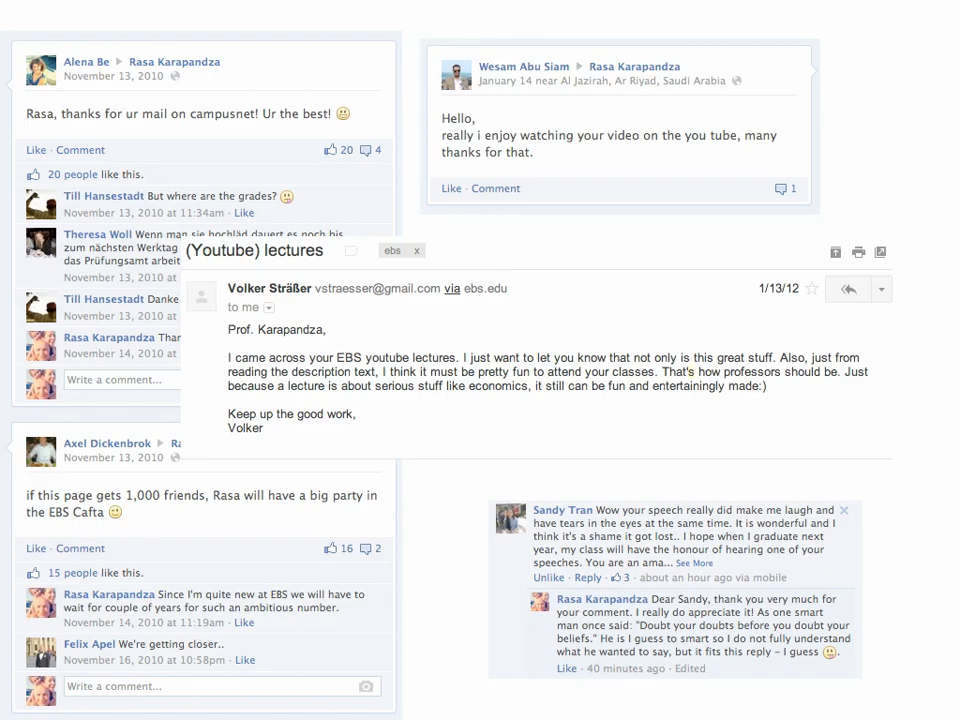 Alena Be ▶ Rasa Karapandza
November 13, 2010
Rasa, thanks for ur mail on campusnet! Ur the best!
Like · Comment 20 4
20 people like this.
Till Hansestadt But where are the grades?
November 13, 2010 at 11:34am · Like
Theresa Woll Wenn man sie hochläd dauert es noch bis
zum nächsten Werktag
das Prüfungsamt arbeit
November 13, 2010 at
Till Hansestadt Danke
November 13, 2010 at
Rasa Karapandza Than
November 14, 2010 at
Write a comment...
Wesam Abu Siam ▶ Rasa Karapandza
January 14 near Al Jazirah, Ar Riyad, Saudi Arabia
Hello,
really i enjoy watching your video on the you tube, many
thanks for that.
Like · Comment 1
(Youtube) lectures ebs x
Volker Sträßer vstraesser@gmail.com via ebs.edu 1/13/12
to me
Prof. Karapandza,
I came across your EBS youtube lectures. I just want to let you know that not only is this great stuff. Also, just from
reading the description text, I think it must be pretty fun to attend your classes. That's how professors should be. Just
because a lecture is about serious stuff like economics, it still can be fun and entertainingly made:)
Keep up the good work,
Volker
Axel Dickenbrok ▶ Ra
November 13, 2010
if this page gets 1,000 friends, Rasa will have a big party in
the EBS Cafta
Like · Comment 16 2
15 people like this.
Rasa Karapandza Since I'm quite new at EBS we will have to
wait for couple of years for such an ambitious number.
November 14, 2010 at 11:19am · Like
Felix Apel We're getting closer..
November 16, 2010 at 10:58pm · Like
Write a comment...
Sandy Tran Wow your speech really did make me laugh and
have tears in the eyes at the same time. It is wonderful and I
think it's a shame it got lost.. I hope when I graduate next
year, my class will have the honour of hearing one of your
speeches. You are an ama... See More
Unlike · Reply · 3 · about an hour ago via mobile
Rasa Karapandza Dear Sandy, thank you very much for
your comment. I really do appreciate it! As one smart
man once said: "Doubt your doubts before you doubt your
beliefs." He is I guess to smart so I do not fully understand
what he wanted to say, but it fits this reply - I guess .
Like · 40 minutes ago · Edited